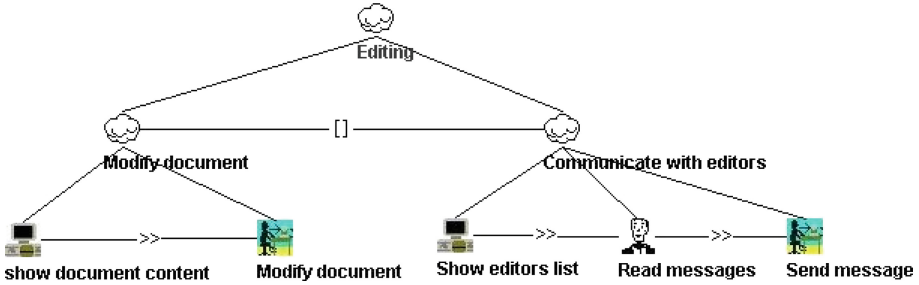 Editing
[]
Modify document
Communicate with editors
>>
>>
>>
show document content
Modify document
Show editors list
Read messages
Send message